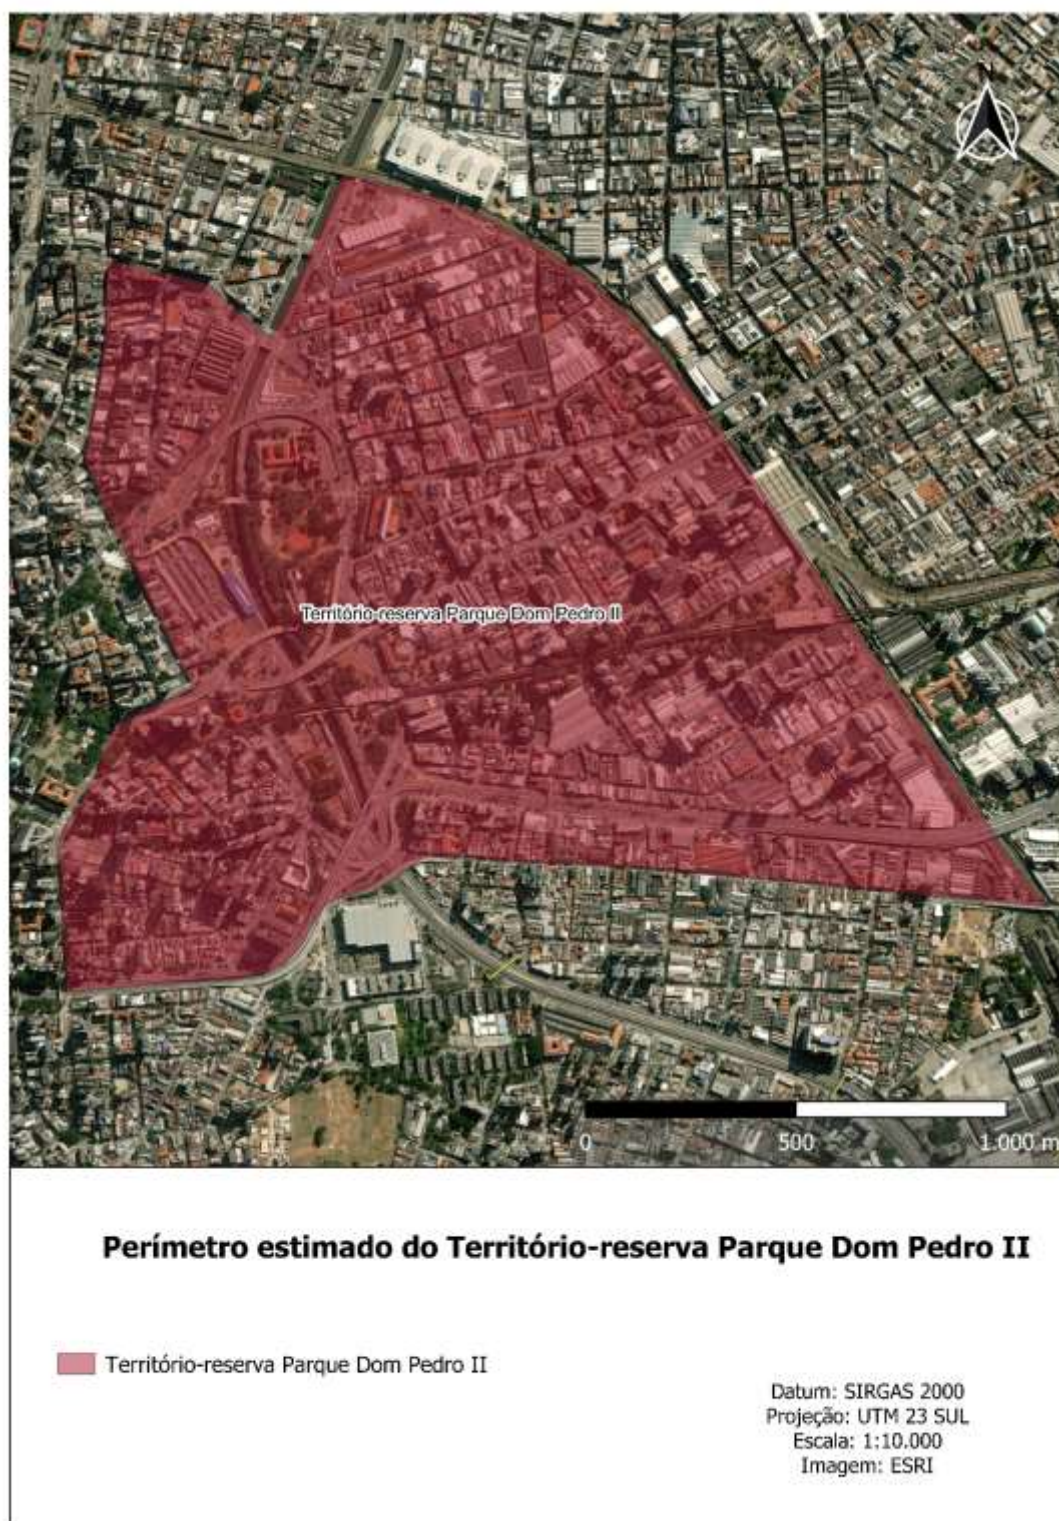 N
Território-reserva Parque Dom Pedro II
0 500 1.000 m
Perímetro estimado do Território-reserva Parque Dom Pedro II
Território-reserva Parque Dom Pedro II
Datum: SIRGAS 2000
Projeção: UTM 23 SUL
Escala: 1:10.000
Imagem: ESRI